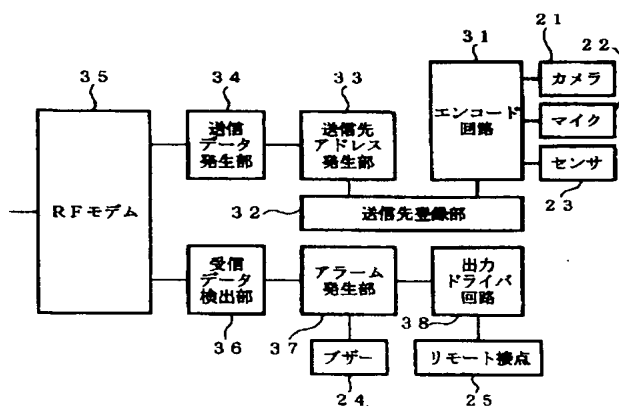 31
21
22
35
34
33
カメラ
エンコード
回路
マイク
送信
データ
発生部
送信先
アドレス
発生部
センサ
23
32
送信先登録部
RFモデム
受信
データ
検出部
アラーム
発生部
出力
ドライバ
回路
36
37
38
ブザー
リモート接点
24
25